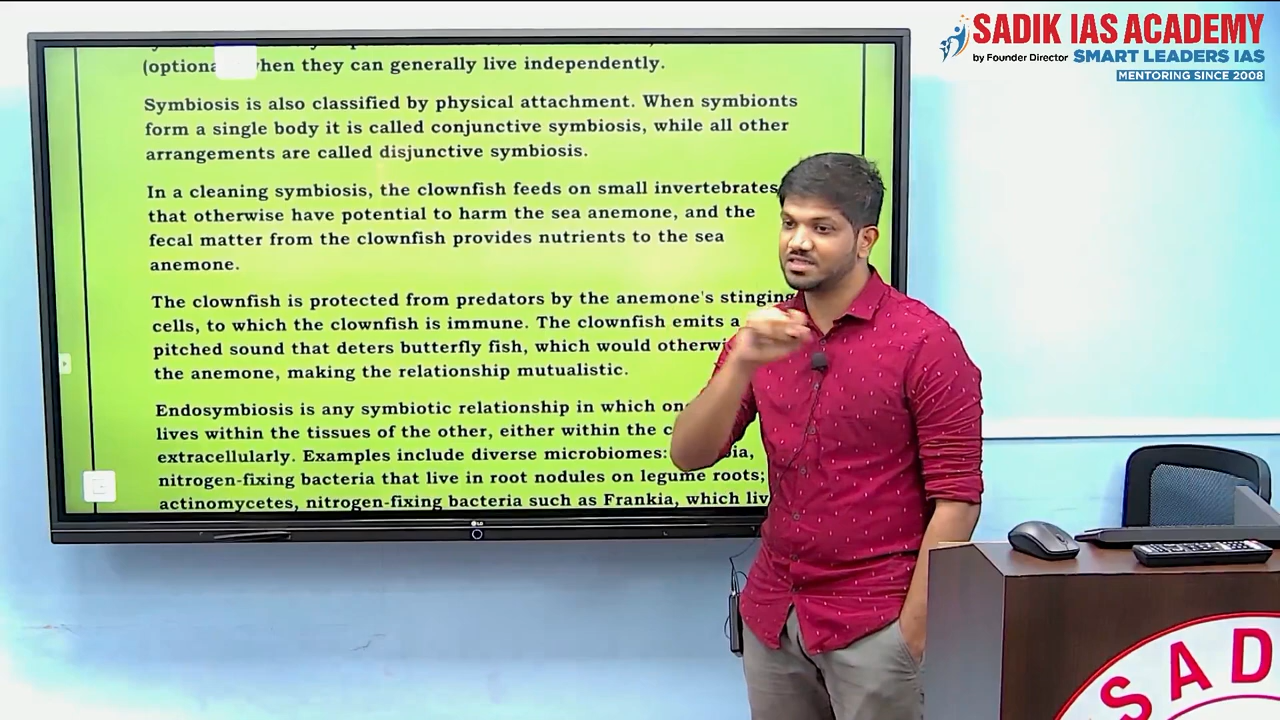 SADIK IAS ACADEMY
by Founder Director SMART LEADERS IAS
MENTORING SINCE 2008
when they can generally live independently.
Symbiosis is also classified by physical attachment. When symbionts
form a single body it is called conjunctive symbiosis, while all other
arrangements are called disjunctive symbiosis.
In a cleaning symbiosis, the clownfish feeds on small invertebrates
that otherwise have potential to harm the sea anemone, and the
fecal matter from the clownfish provides nutrients to the sea
anemone.
The clownfish is protected from predators by the anemone's stinging
cells, to which the clownfish is immune. The clownfish emits a
pitched sound that deters butterfly fish, which would
the anemone, making the relationship mutualistic.
Endosymbiosis is any symbiotic relationship in which
lives within the tissues of the other, either within the
extracellularly. Examples include diverse microbiomes:
nitrogen-fixing bacteria that live in root nodules on legume roots;
actinomycetes, nitrogen-fixing bacteria such as Frankia, which
LG
SAD